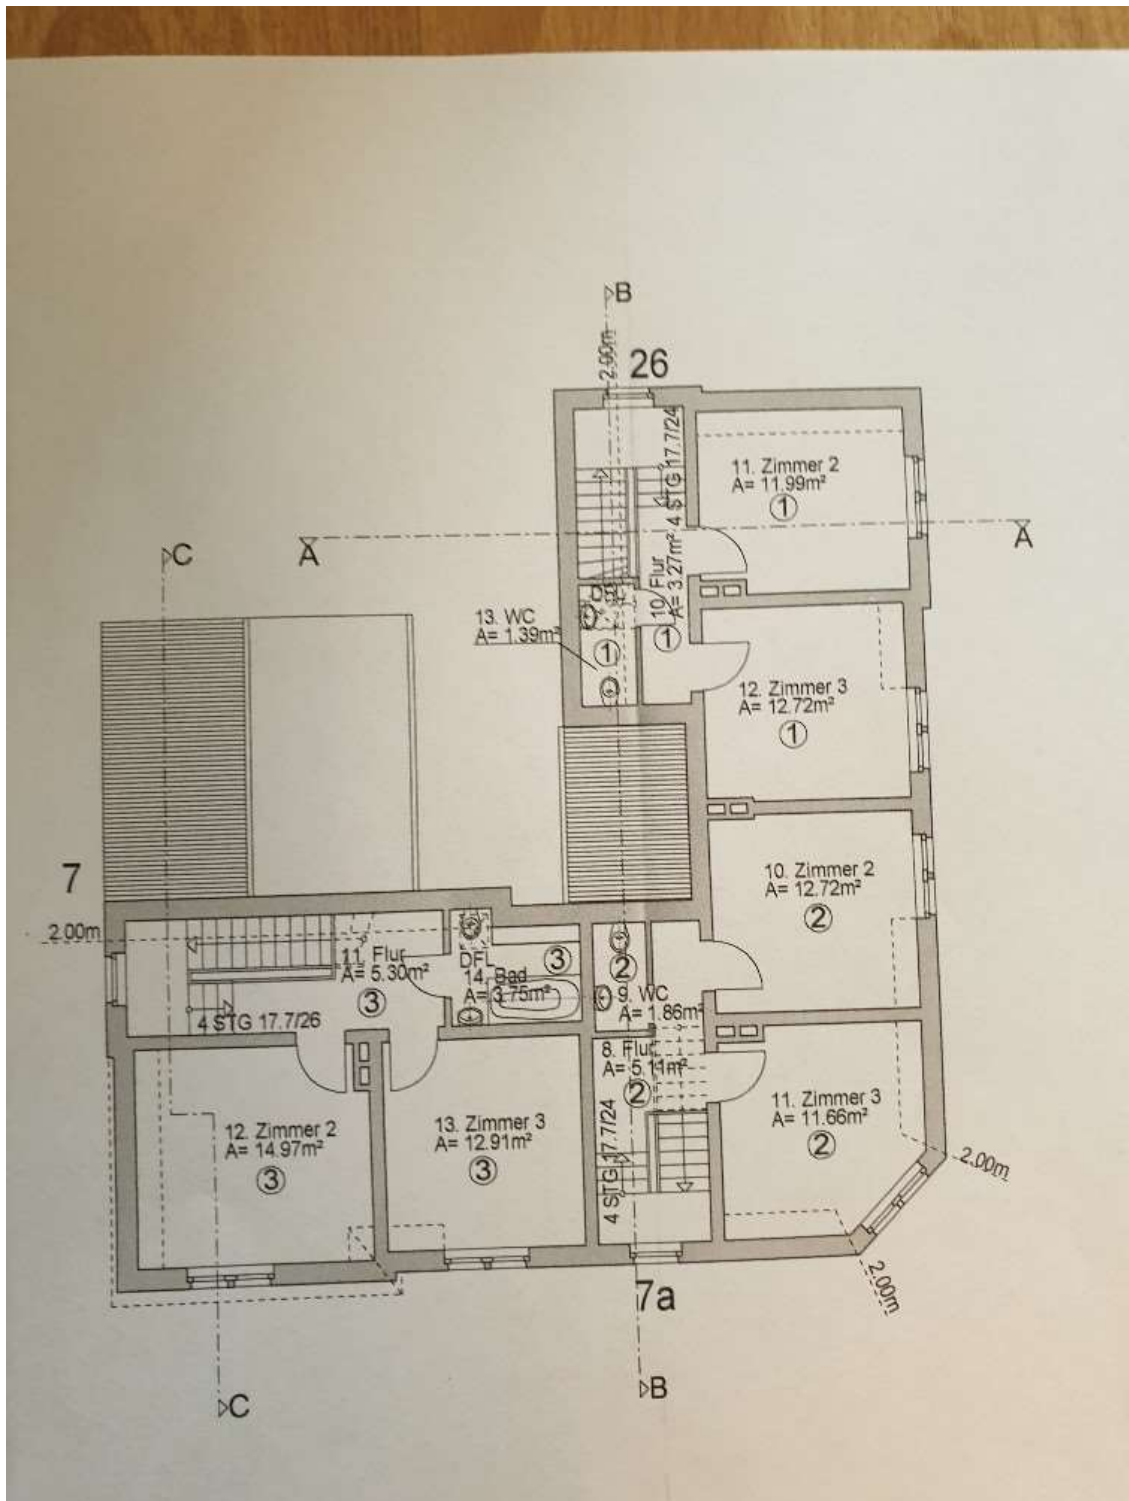 B
2.00m
26
4 STG 17.7/24
11. Zimmer 2
A= 11.99m²
1
A
A
C
10. Flur
A= 3.27m²
1
DFL
13. WC
A= 1.39m²
1
12. Zimmer 3
A= 12.72m²
1
7
2.00m
10. Zimmer 2
A= 12.72m²
2
11. Flur
A= 5.30m²
3
4 STG 17.7/26
DFL
14. Bad
A= 3.75m²
3
2
9. WC
A= 1.86m²
8. Flur
A= 5.11m²
2
4 STG 17.7/24
11. Zimmer 3
A= 11.66m²
2
12. Zimmer 2
A= 14.97m²
3
13. Zimmer 3
A= 12.91m²
3
2.00m
2.00m
7a
B
C